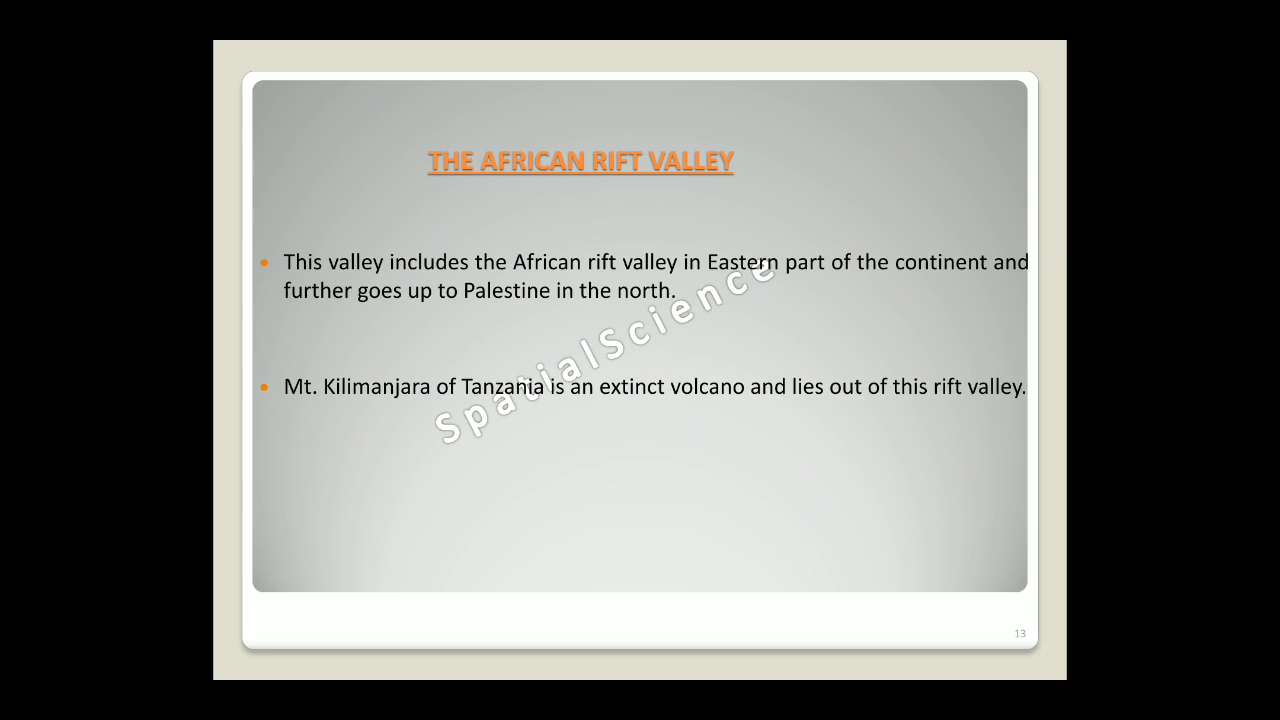 THE AFRICAN RIFT VALLEY
This valley includes the African rift valley in Eastern part of the continent and
further goes up to Palestine in the north.
Mt. Kilimanjara of Tanzania is an extinct volcano and lies out of this rift valley.
SpatialScience
13